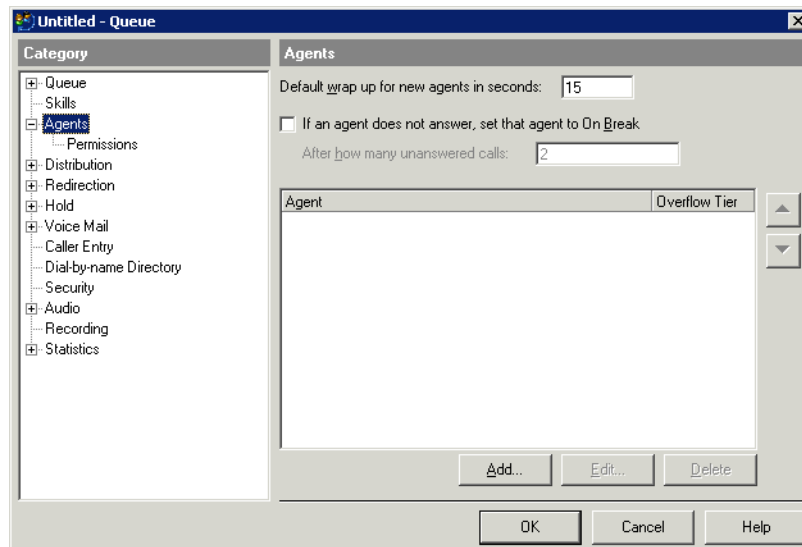 Untitled - Queue
Category
Queue
Skills
Agents
Permissions
Distribution
Redirection
Hold
Voice Mail
Caller Entry
Dial-by-name Directory
Security
Audio
Recording
Statistics
Agents
Default wrap up for new agents in seconds: 15
If an agent does not answer, set that agent to On Break
After how many unanswered calls: 2
Agent Overflow Tier
Add... Edit... Delete
OK Cancel Help